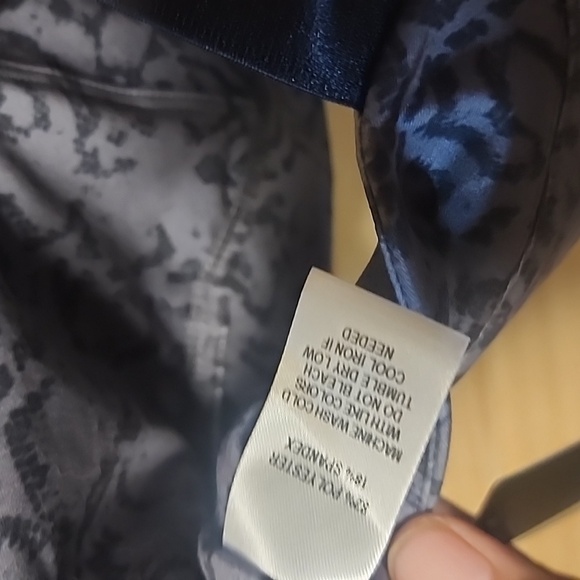 82% POLYESTER
18% SPANDEX
MACHINE WASH COLD
WITH LIKE COLORS
DO NOT BLEACH
TUMBLE DRY LOW
COOL IRON IF
NEEDED